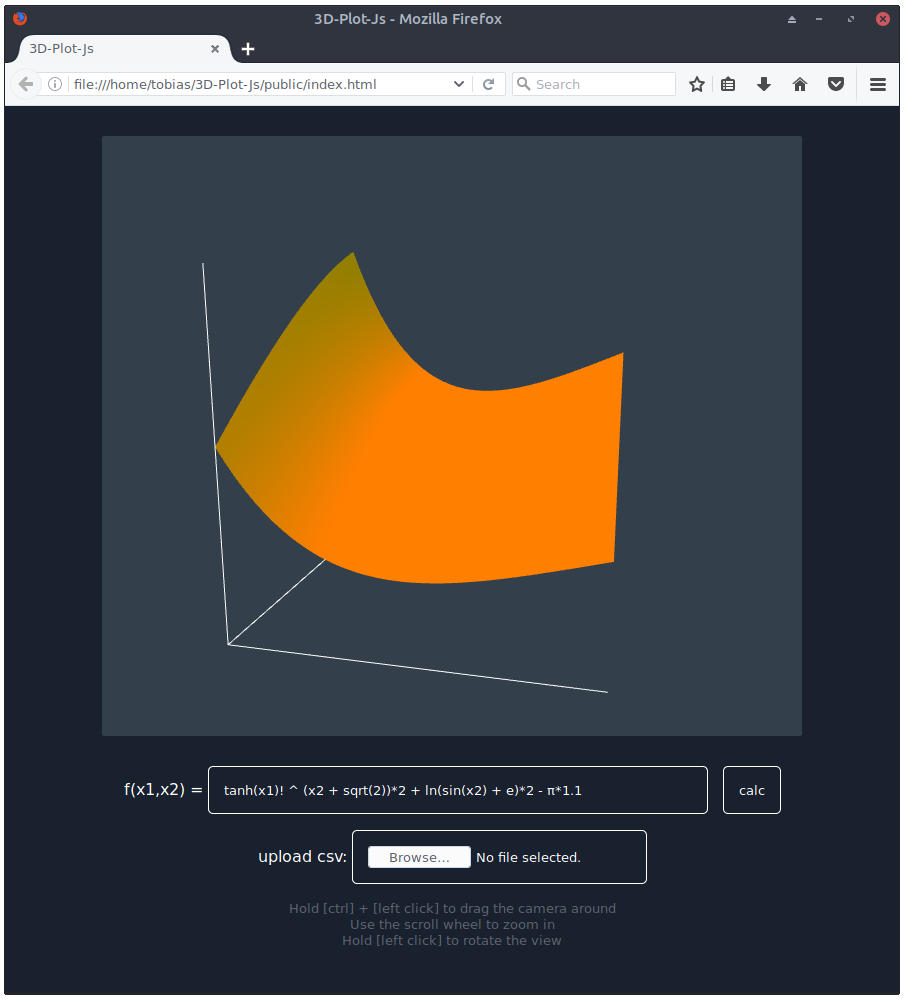 3D-Plot-Js - Mozilla Firefox
3D-Plot-Js
file:///home/tobias/3D-Plot-Js/public/index.html
Search
f(x1,x2) = tanh(x1)! ^ (x2 + sqrt(2))*2 + ln(sin(x2) + e)*2 - π*1.1 calc
upload csv: Browse... No file selected.
Hold [ctrl] + [left click] to drag the camera around
Use the scroll wheel to zoom in
Hold [left click] to rotate the view